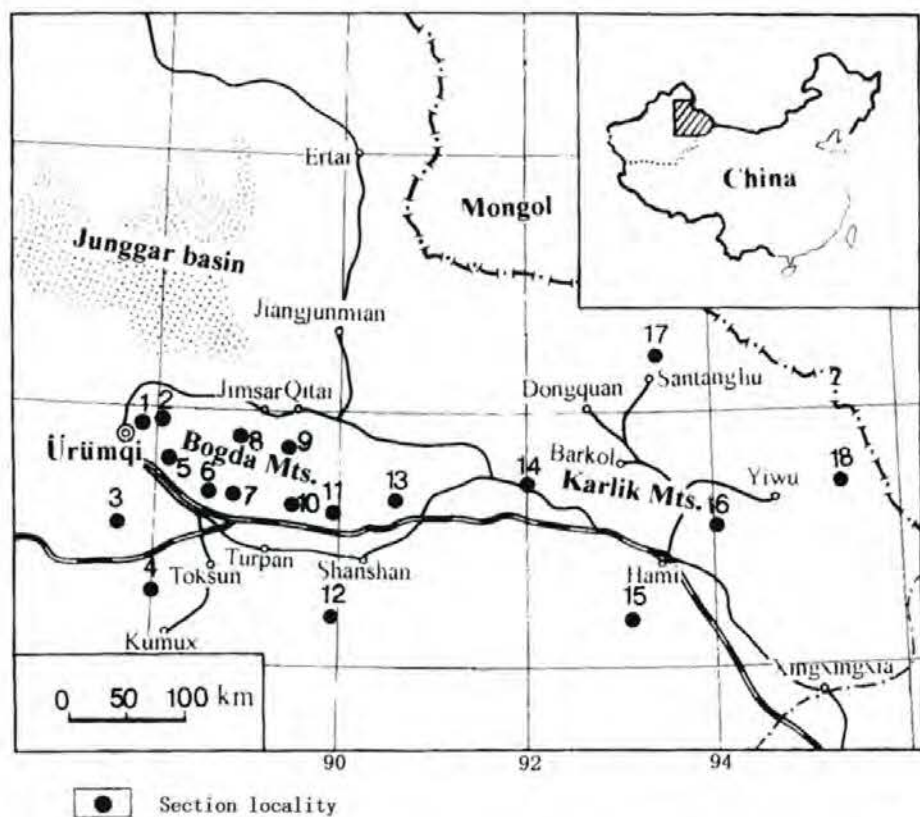 Ertai
China
Mongol
Junggar basin
Jiangjunmian
17
Santanghu
Dongquan
Jimsar Qitai
1 2
8 9
Ürümqi
Bogda Mts.
5 6
7
10 11
13
14
Barkol
Karlik Mts.
Yiwu
18
16
3
Turpan
Toksun
Shanshan
Hami
4
12
15
Kumux
Xingxingxia
0 50 100 km
90 92 94
Section locality